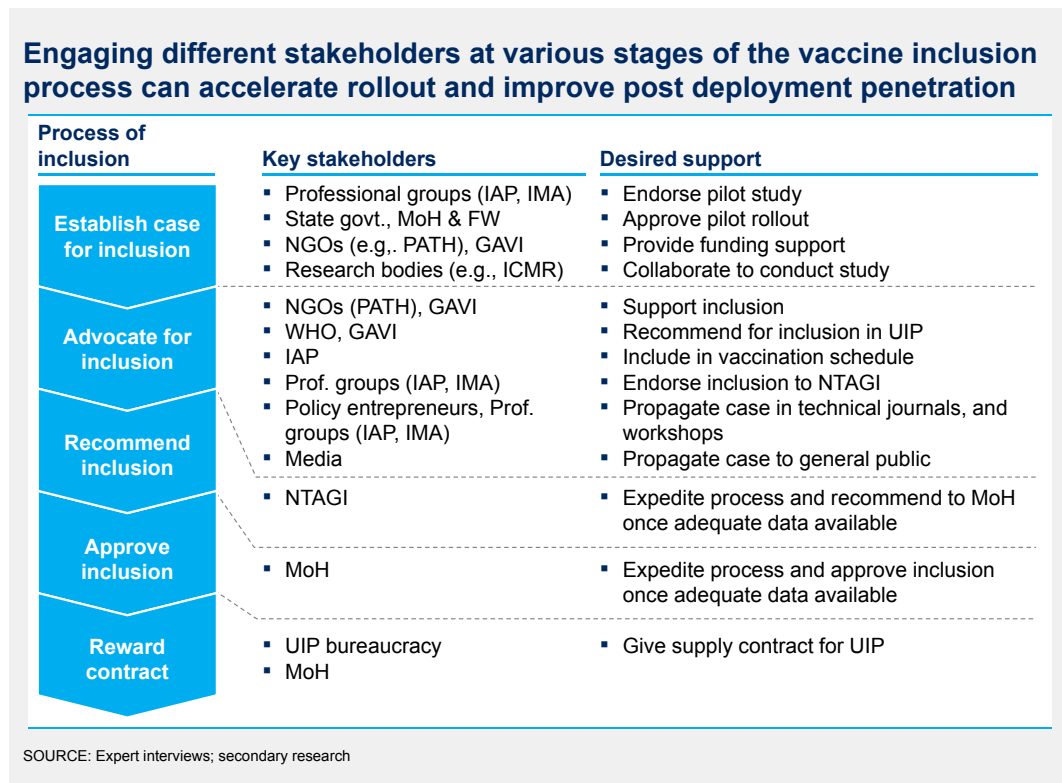 Engaging different stakeholders at various stages of the vaccine inclusion
process can accelerate rollout and improve post deployment penetration
Process of
inclusion
Key stakeholders
Desired support
Establish case
for inclusion
▪ Professional groups (IAP, IMA)
▪ State govt., MoH & FW
▪ NGOs (e.g,. PATH), GAVI
▪ Research bodies (e.g., ICMR)
▪ Endorse pilot study
▪ Approve pilot rollout
▪ Provide funding support
▪ Collaborate to conduct study
Advocate for
inclusion
▪ NGOs (PATH), GAVI
▪ WHO, GAVI
▪ IAP
▪ Prof. groups (IAP, IMA)
▪ Policy entrepreneurs, Prof.
groups (IAP, IMA)
▪ Media
▪ Support inclusion
▪ Recommend for inclusion in UIP
▪ Include in vaccination schedule
▪ Endorse inclusion to NTAGI
▪ Propagate case in technical journals, and
workshops
▪ Propagate case to general public
Recommend
inclusion
▪ NTAGI
▪ Expedite process and recommend to MoH
once adequate data available
Approve
inclusion
▪ MoH
▪ Expedite process and approve inclusion
once adequate data available
Reward
contract
▪ UIP bureaucracy
▪ MoH
▪ Give supply contract for UIP
SOURCE: Expert interviews; secondary research